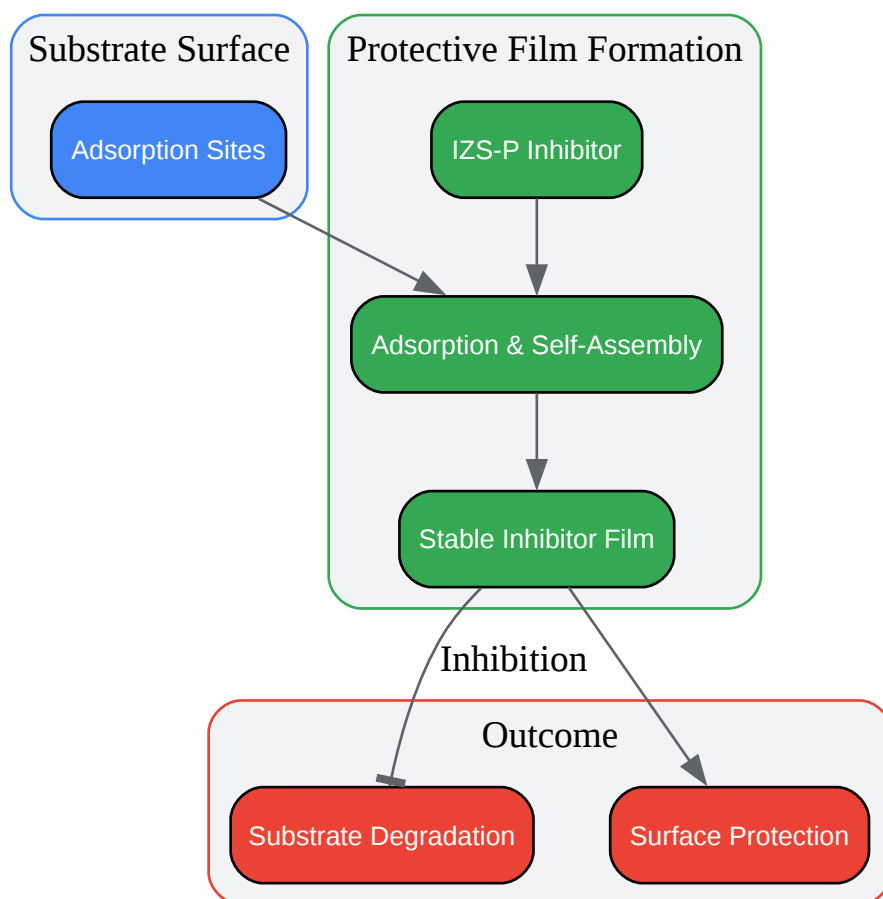 Substrate Surface
Protective Film Formation
Adsorption Sites
IZS-P Inhibitor
Adsorption & Self-Assembly
Stable Inhibitor Film
Inhibition
Outcome
Substrate Degradation
Surface Protection